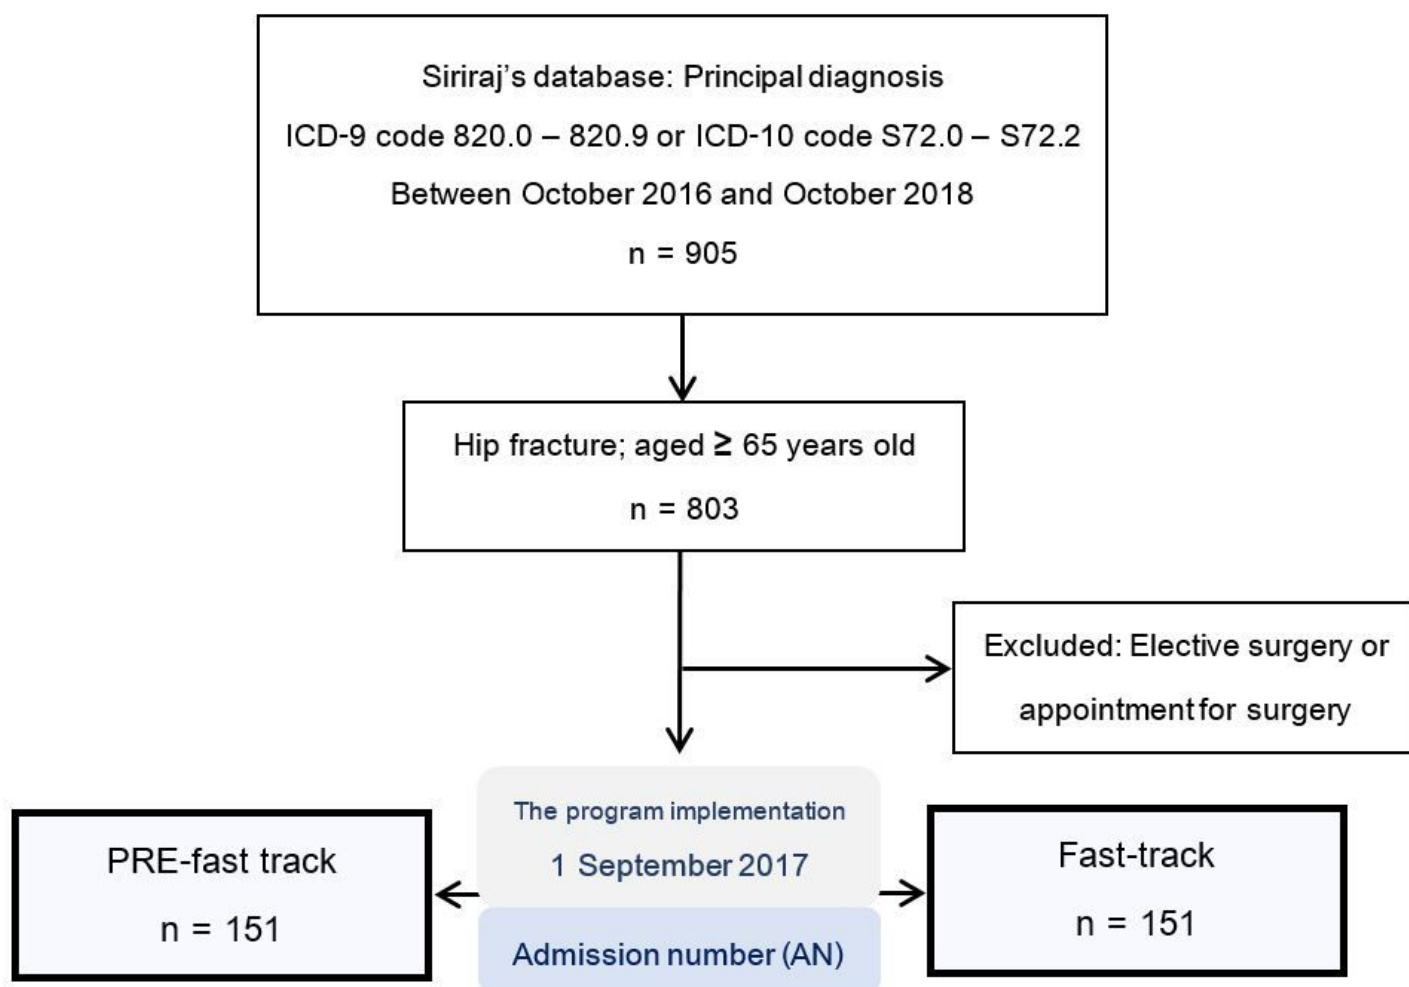 Siriraj’s database: Principal diagnosis
ICD-9 code 820.0 – 820.9 or ICD-10 code S72.0 – S72.2
Between October 2016 and October 2018
n = 905
Hip fracture; aged ≥ 65 years old
n = 803
Excluded: Elective surgery or
appointment for surgery
The program implementation
1 September 2017
Admission number (AN)
PRE-fast track
n = 151
Fast-track
n = 151